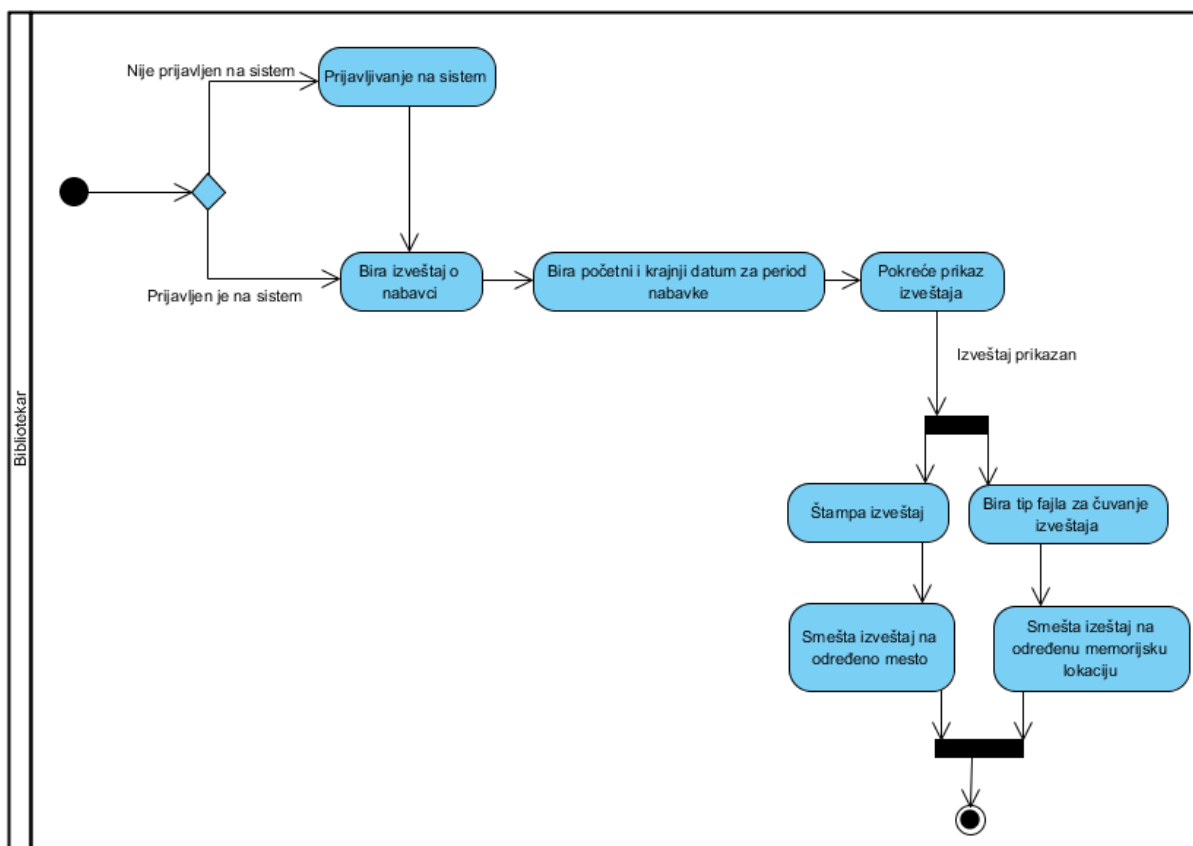 Bibliotekar
Nije prijavljen na sistem
Prijavljivanje na sistem
Prijavljen je na sistem
Bira izveštaj o
nabavci
Bira početni i krajnji datum za period
nabavke
Pokreće prikaz
izveštaja
Izveštaj prikazan
Štampa izveštaj
Bira tip fajla za čuvanje
izveštaja
Smešta izveštaj na
određeno mesto
Smešta izeštaj na
određenu memorijsku
lokaciju